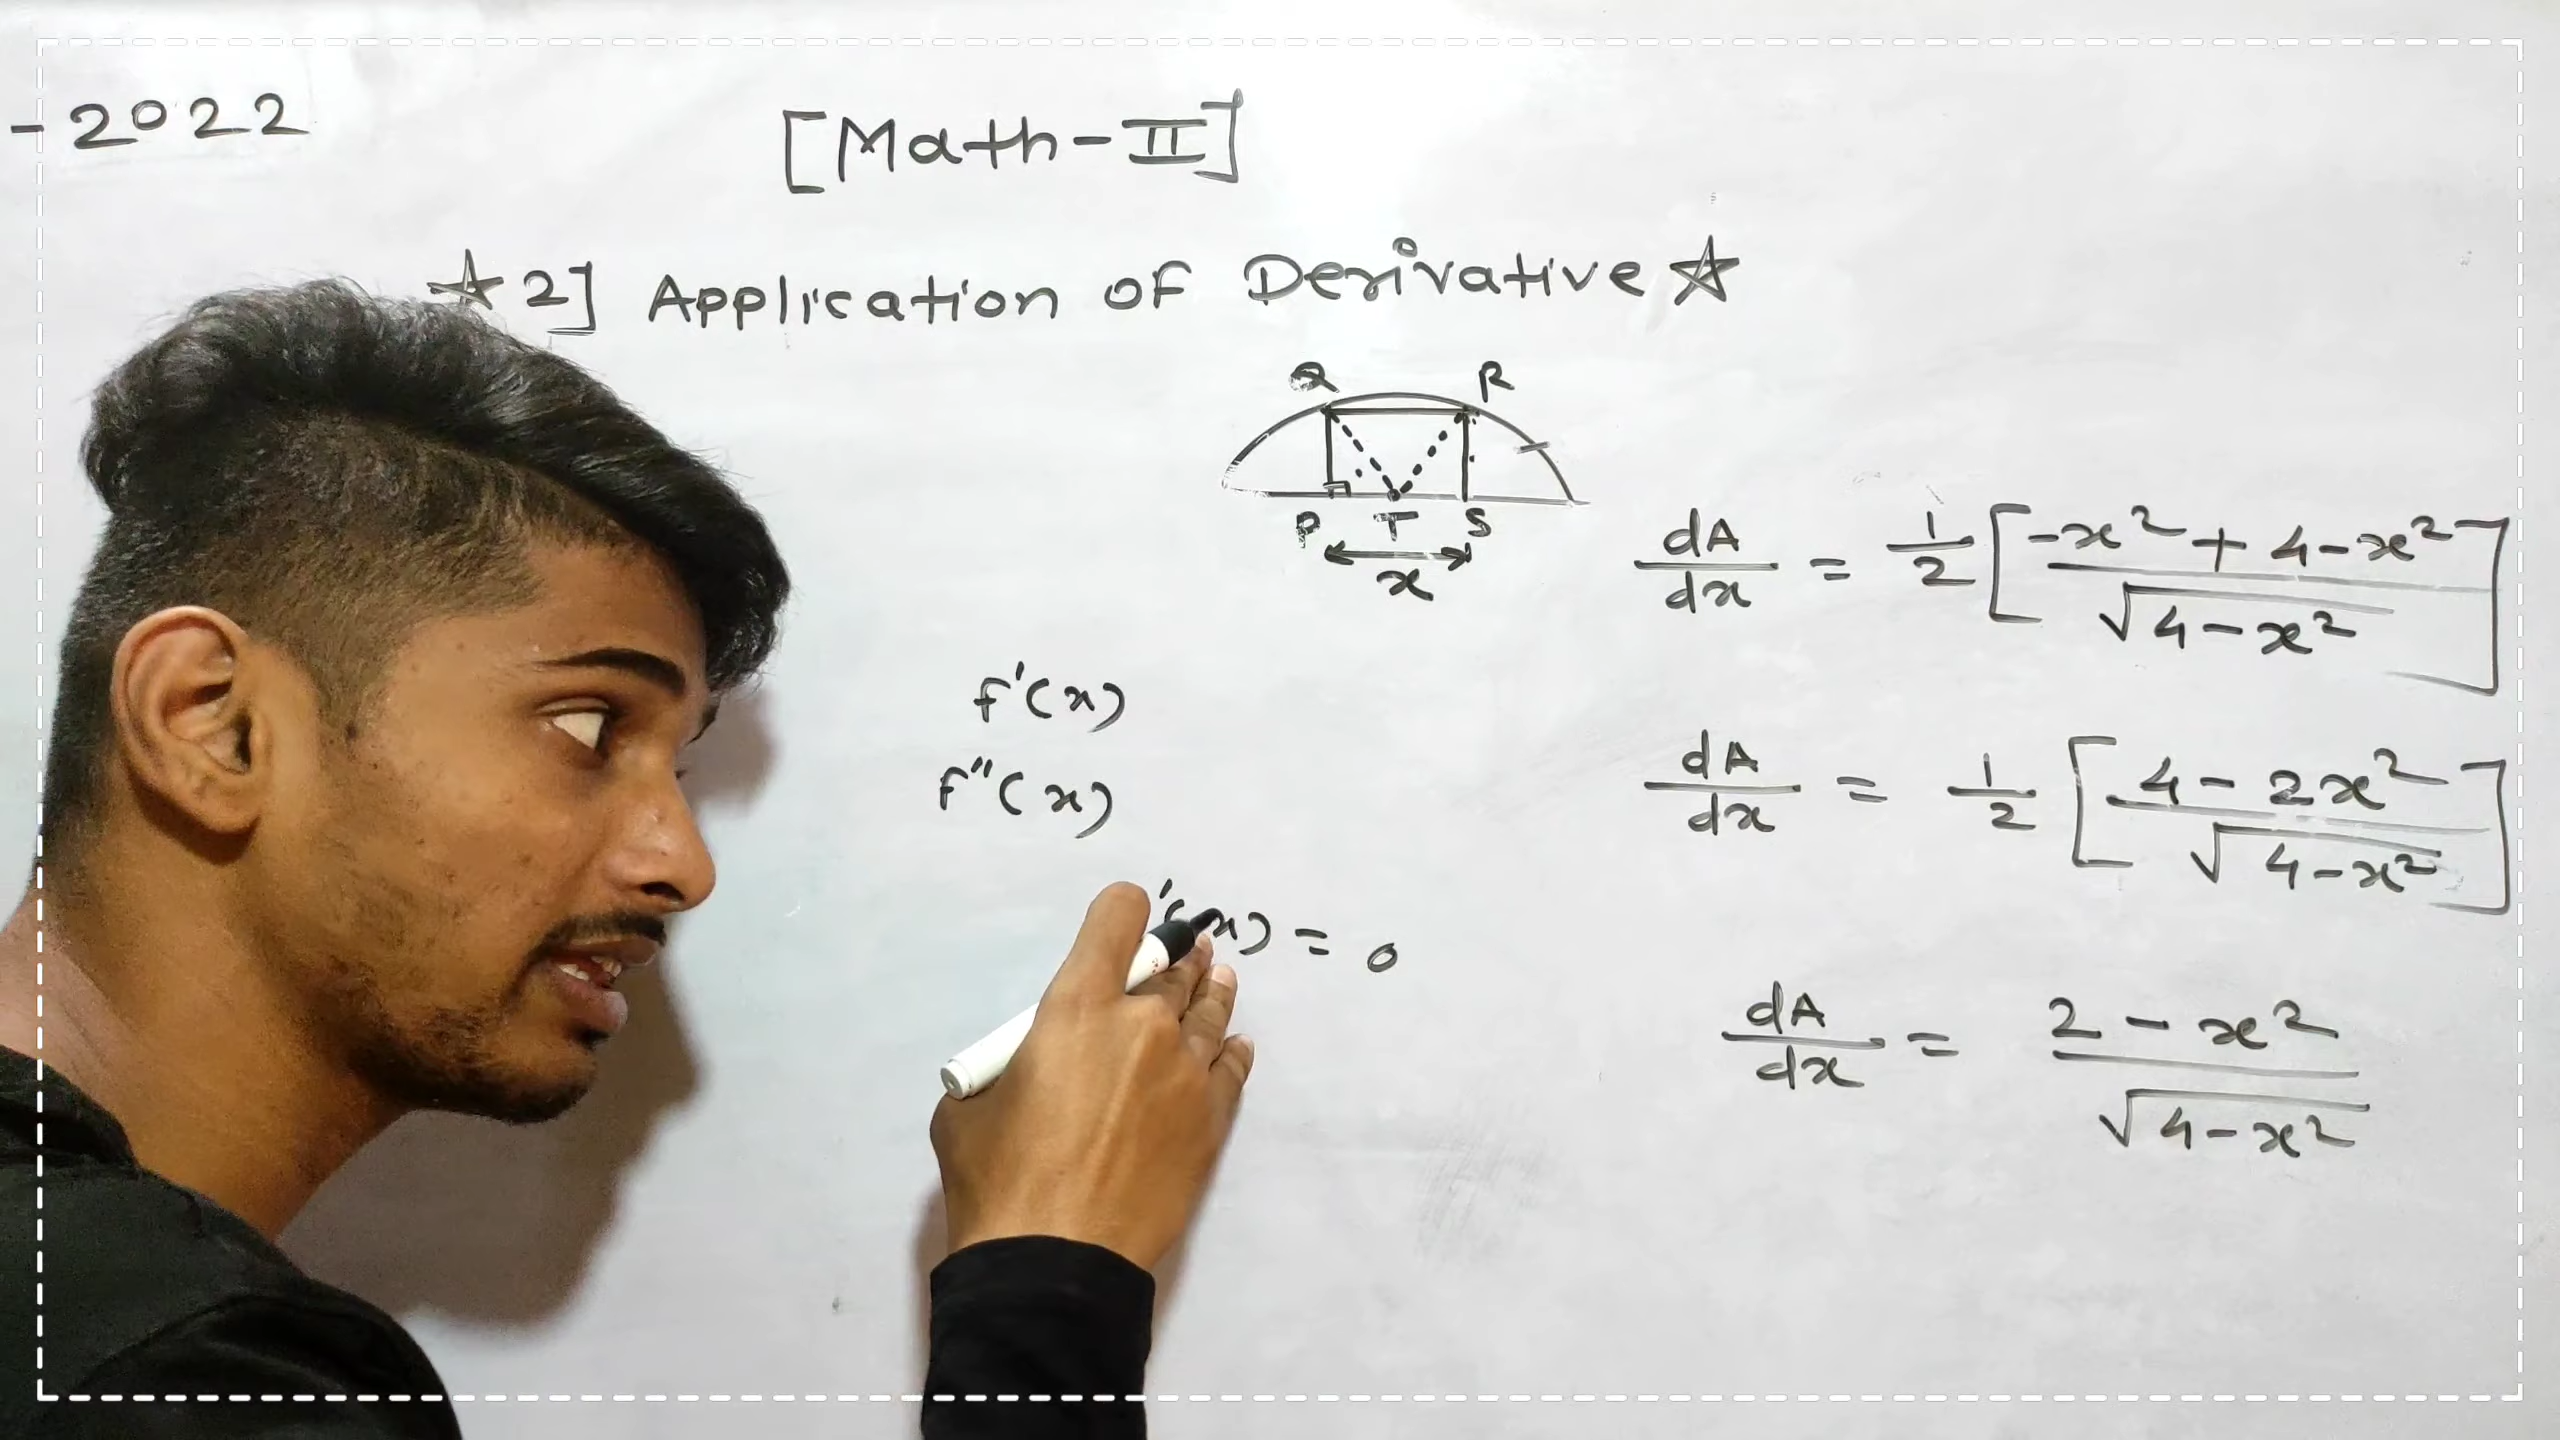 - 2022
[Math-II]
☆ 2] Application of Derivative ☆
Q R
P T S
x
dA/dx = 1/2 [-x² + 4-x² / √4-x²]
f'(x)
f''(x)
dA/dx = 1/2 [4 - 2x² / √4-x²]
'(x) = 0
dA/dx = 2 - x² / √4-x²